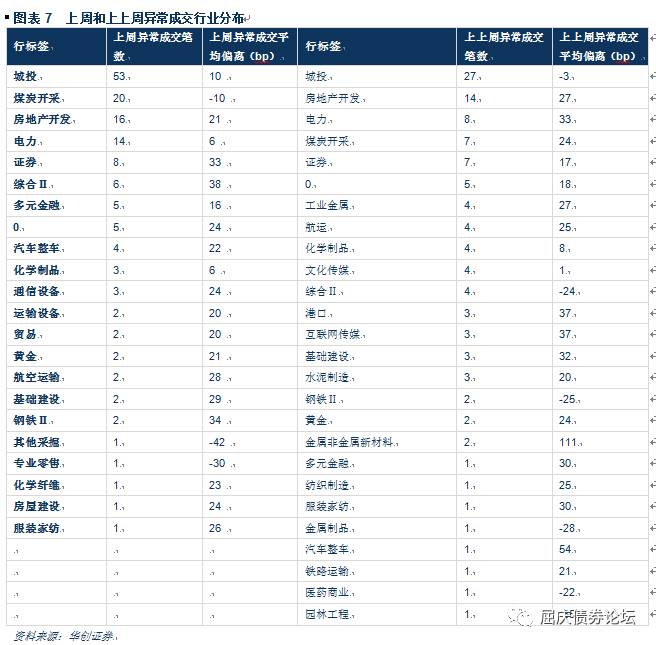 图表 7 上周和上上周异常成交行业分布
行标签 上周异常成交笔数 上周异常成交平均偏离（bp） 行标签 上上周异常成交笔数 上上周异常成交平均偏离（bp）
城投 53 10 城投 27 -3
煤炭开采 20 -10 房地产开发 14 27
房地产开发 16 21 电力 8 33
电力 14 6 煤炭开采 7 24
证券 8 33 证券 7 17
综合Ⅱ 6 38 0 5 18
多元金融 5 16 工业金属 4 27
0 5 24 航运 4 25
汽车整车 4 22 化学制品 4 8
化学制品 3 6 文化传媒 4 1
通信设备 3 24 综合Ⅱ 4 -24
运输设备 2 20 港口 3 37
贸易 2 20 互联网传媒 3 37
黄金 2 21 基础建设 3 32
航空运输 2 28 水泥制造 3 20
基础建设 2 29 钢铁Ⅱ 2 -25
钢铁Ⅱ 2 34 黄金 2 24
其他采掘 1 -42 金属非金属新材料 2 111
专业零售 1 -30 多元金融 1 30
化学纤维 1 23 纺织制造 1 25
房屋建设 1 24 服装家纺 1 30
服装家纺 1 26 金属制品 1 -28
汽车整车 1 54
铁路运输 1 21
医药商业 1 -22
园林工程 1
资料来源：华创证券
屈庆债券论坛